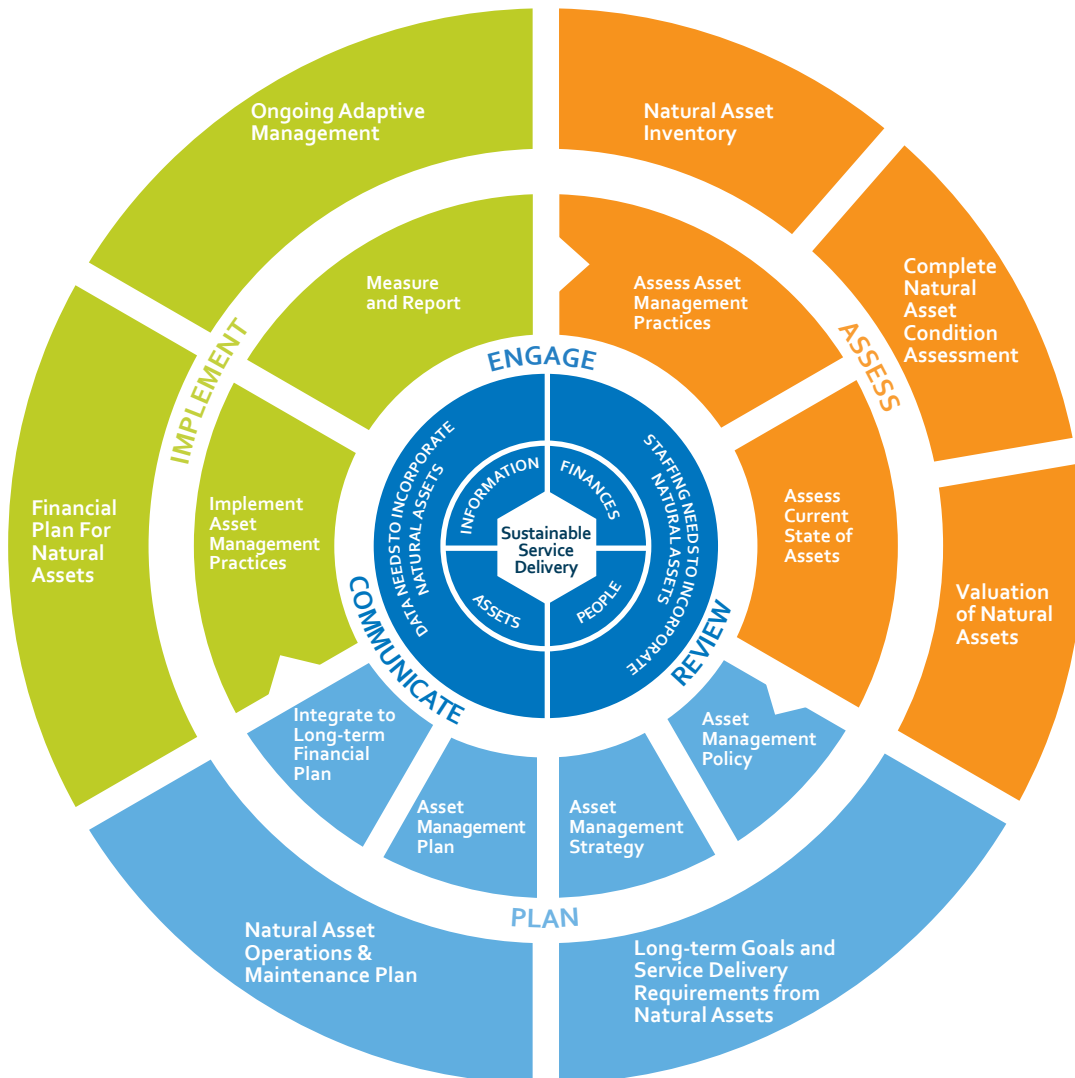 Ongoing Adaptive
Management
Natural Asset
Inventory
Complete
Natural
Asset
Condition
Assessment
Valuation
of Natural
Assets
Long-term Goals and
Service Delivery
Requirements from
Natural Assets
Natural Asset
Operations &
Maintenance Plan
Financial
Plan For
Natural
Assets
IMPLEMENT
ASSESS
PLAN
Measure
and Report
Assess Asset
Management
Practices
Assess
Current
State of
Assets
Asset
Management
Policy
Asset
Management
Strategy
Asset
Management
Plan
Integrate to
Long-term
Financial
Plan
Implement
Asset
Management
Practices
ENGAGE
REVIEW
COMMUNICATE
DATA NEEDS TO INCORPORATE
NATURAL ASSETS
STAFFING NEEDS TO INCORPORATE
NATURAL ASSETS
INFORMATION
FINANCES
PEOPLE
ASSETS
Sustainable
Service
Delivery